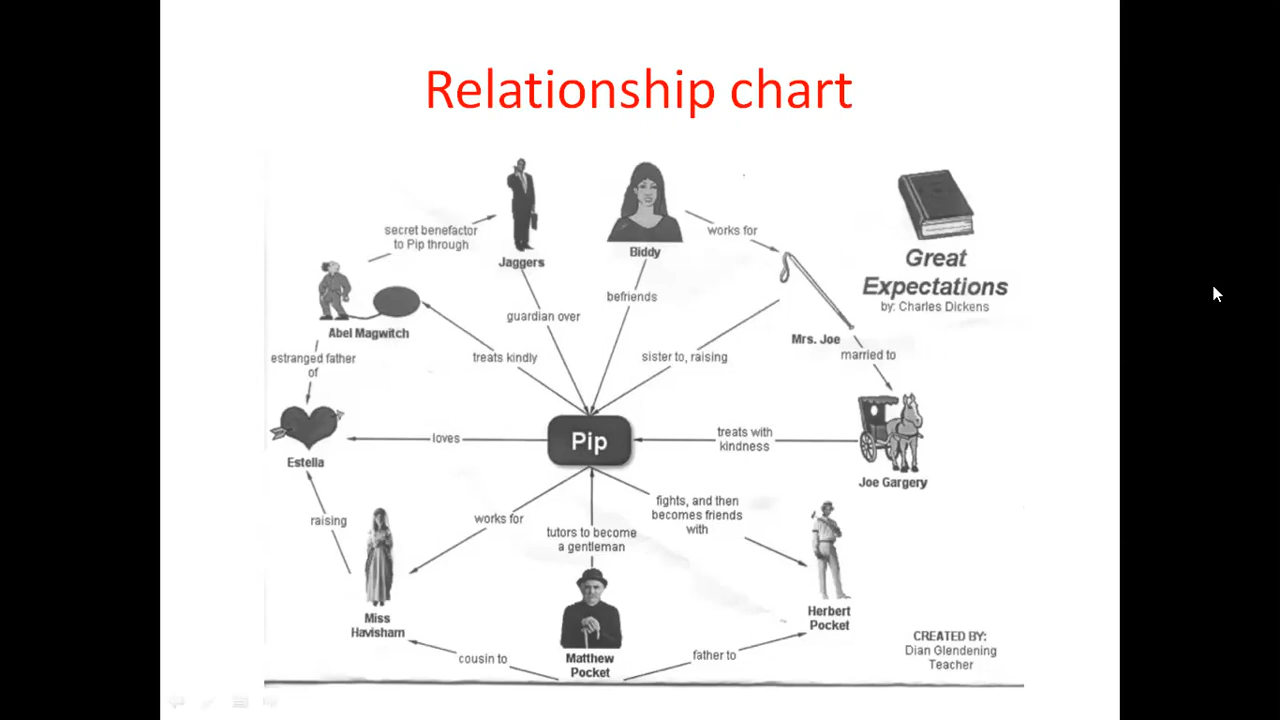 Relationship chart
secret benefactor
to Pip through
Jaggers
Biddy
works for
Great
Expectations
by: Charles Dickens
Abel Magwitch
guardian over
befriends
Mrs. Joe
married to
estranged father
of
treats kindly
sister to, raising
Estella
loves
Pip
treats with
kindness
Joe Gargery
raising
works for
tutors to become
a gentleman
fights, and then
becomes friends
with
Miss
Havisham
Herbert
Pocket
cousin to
Matthew
Pocket
father to
CREATED BY:
Dian Glendening
Teacher